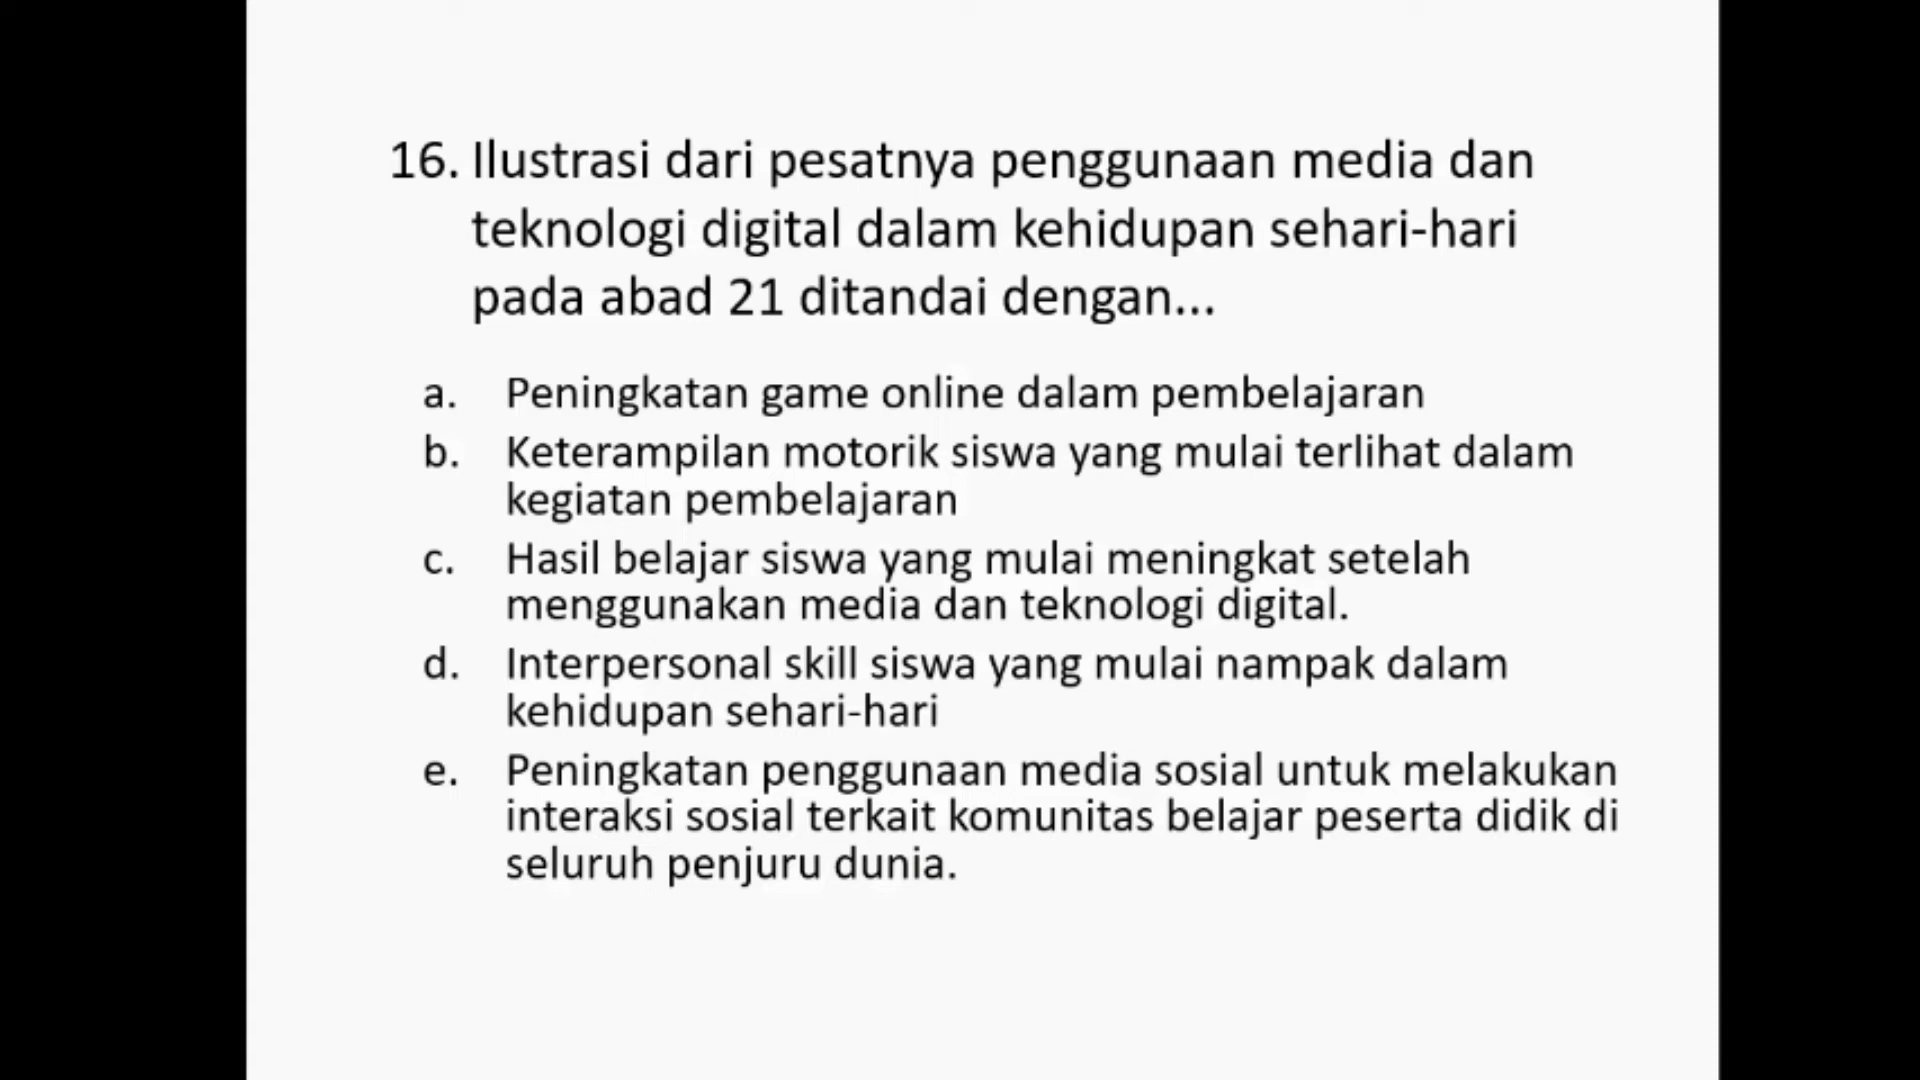 16. Ilustrasi dari pesatnya penggunaan media dan
teknologi digital dalam kehidupan sehari-hari
pada abad 21 ditandai dengan...
a. Peningkatan game online dalam pembelajaran
b. Keterampilan motorik siswa yang mulai terlihat dalam
kegiatan pembelajaran
c. Hasil belajar siswa yang mulai meningkat setelah
menggunakan media dan teknologi digital.
d. Interpersonal skill siswa yang mulai nampak dalam
kehidupan sehari-hari
e. Peningkatan penggunaan media sosial untuk melakukan
interaksi sosial terkait komunitas belajar peserta didik di
seluruh penjuru dunia.